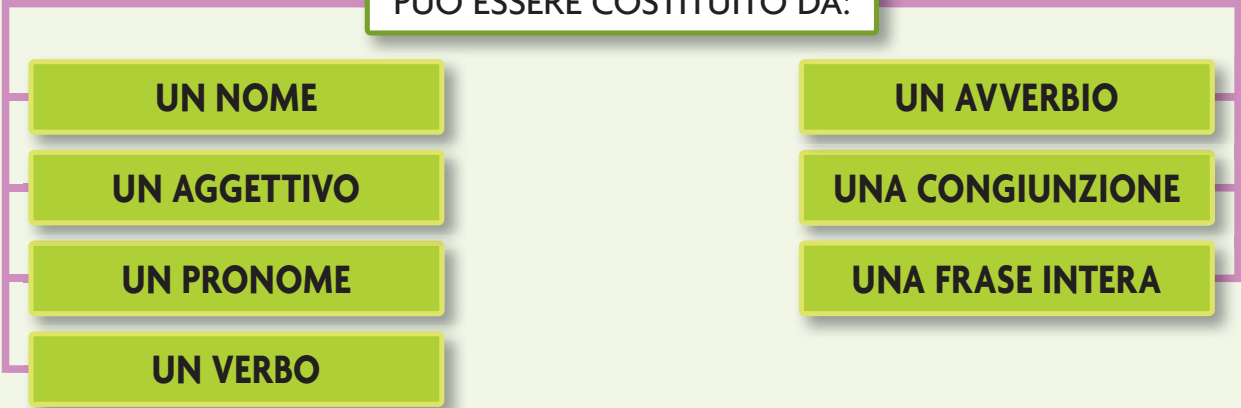 PUÒ ESSERE COSTITUITO DA:
UN NOME
UN AGGETTIVO
UN PRONOME
UN VERBO
UN AVVERBIO
UNA CONGIUNZIONE
UNA FRASE INTERA